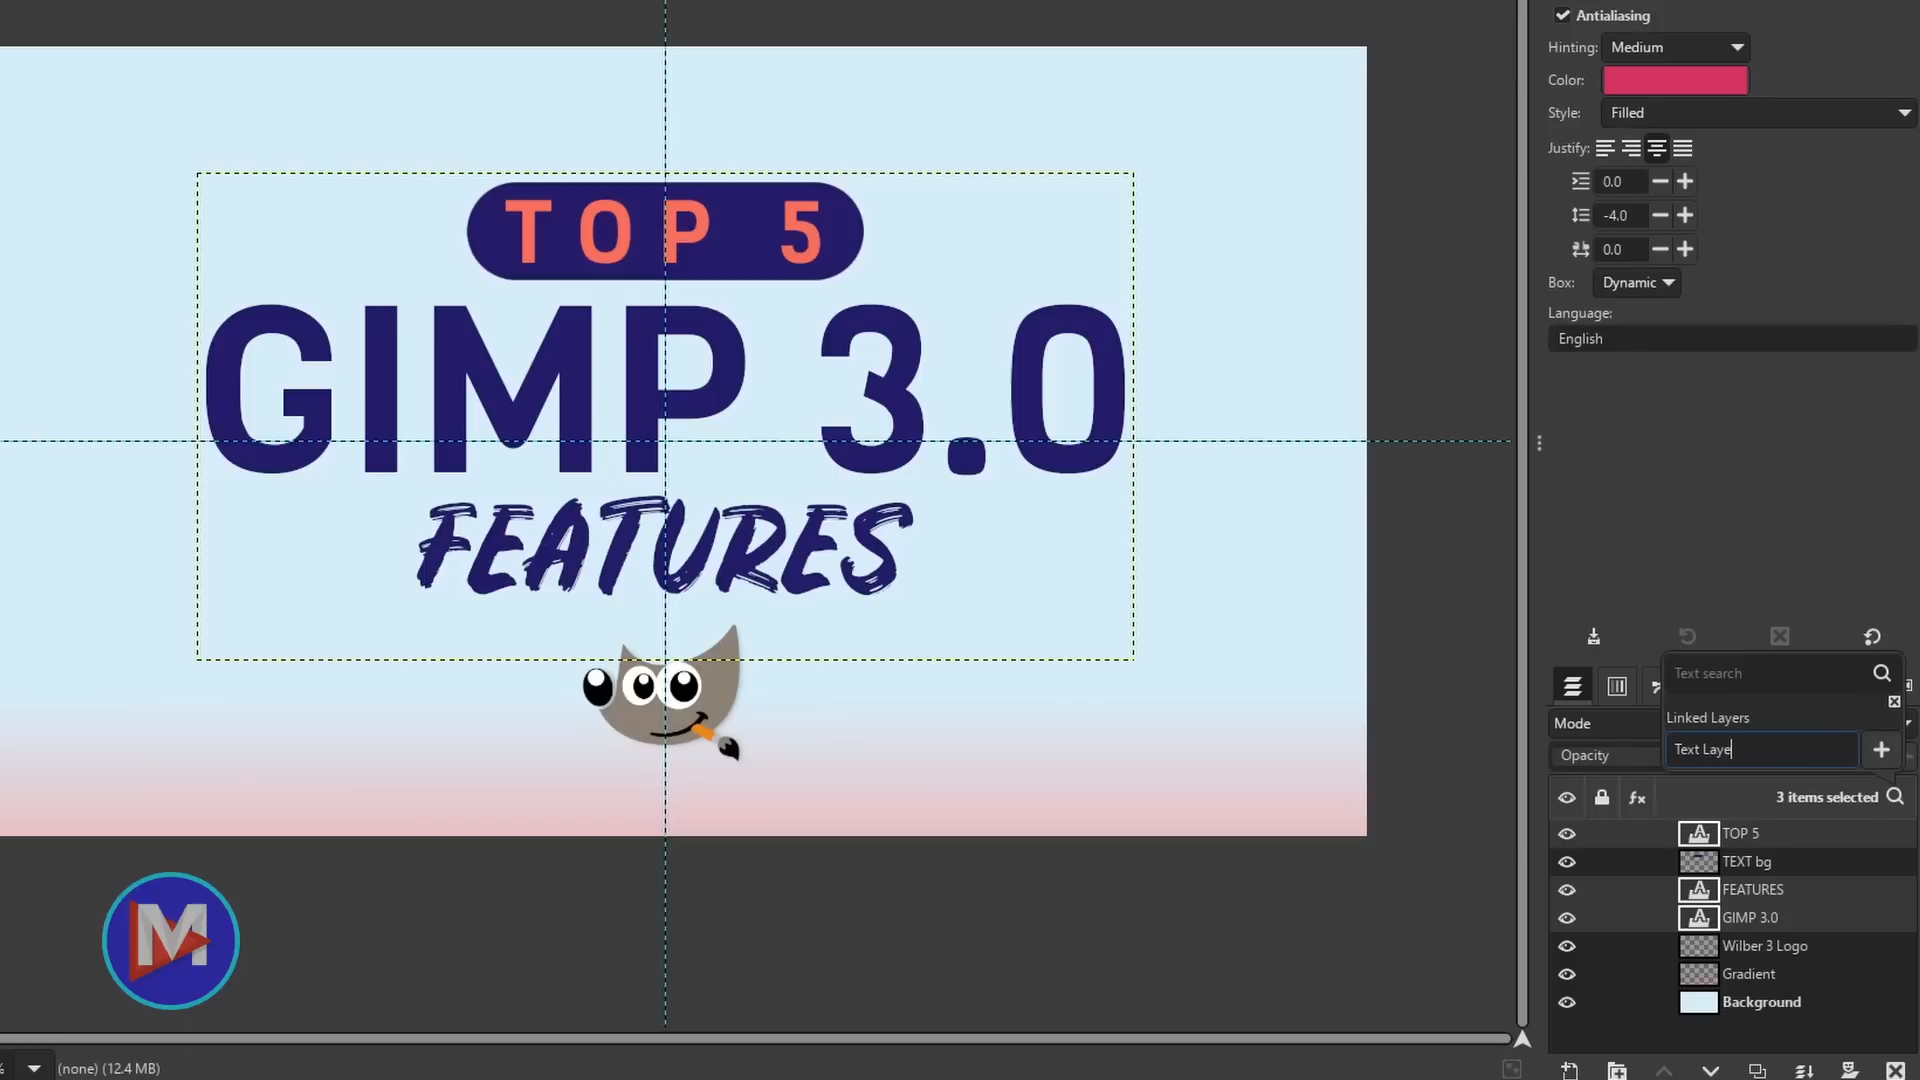 Antialiasing
Hinting: Medium
Color:
Style: Filled
Justify:
0.0
-4.0
0.0
Box: Dynamic
Language:
English
TOP 5
GIMP 3.0
FEATURES
Text search
Linked Layers
Text Laye
Mode
Opacity
fx 3 items selected
TOP 5
TEXT bg
FEATURES
GIMP 3.0
Wilber 3 Logo
Gradient
Background
M
(none) (12.4 MB)